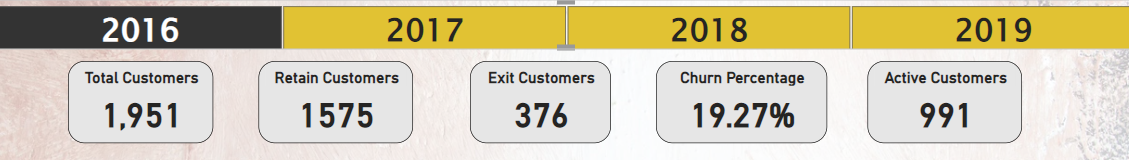 2016 2017 2018 2019
Total Customers
1,951
Retain Customers
1575
Exit Customers
376
Churn Percentage
19.27%
Active Customers
991